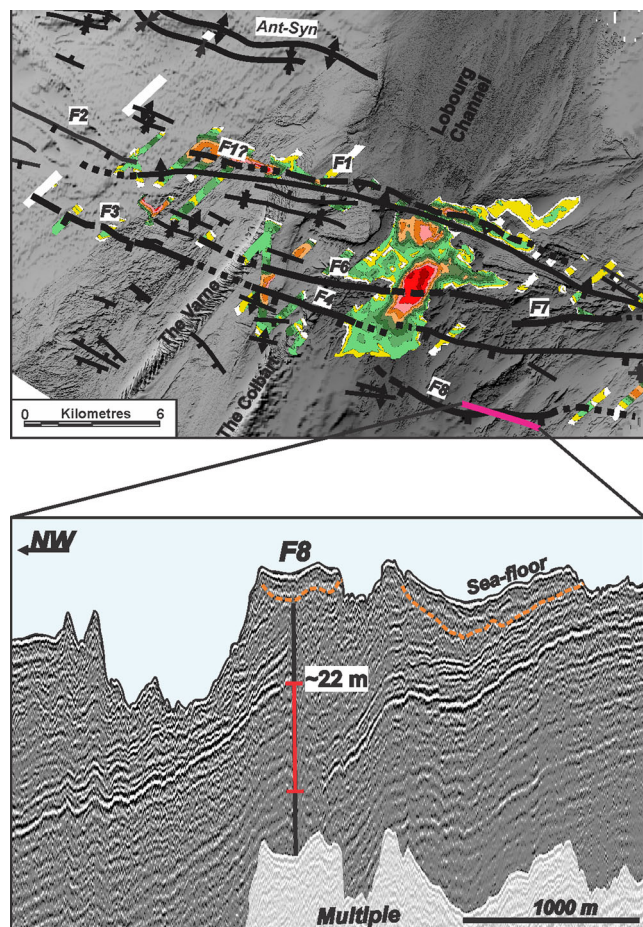 Ant-Syn
Lobourg
Channel
F2
F1?
F1
F3
F6
F4
F7
The Varne
The Colbart
F8
0 Kilometres 6
NW
F8
Sea-floor
~22 m
Multiple
1000 m